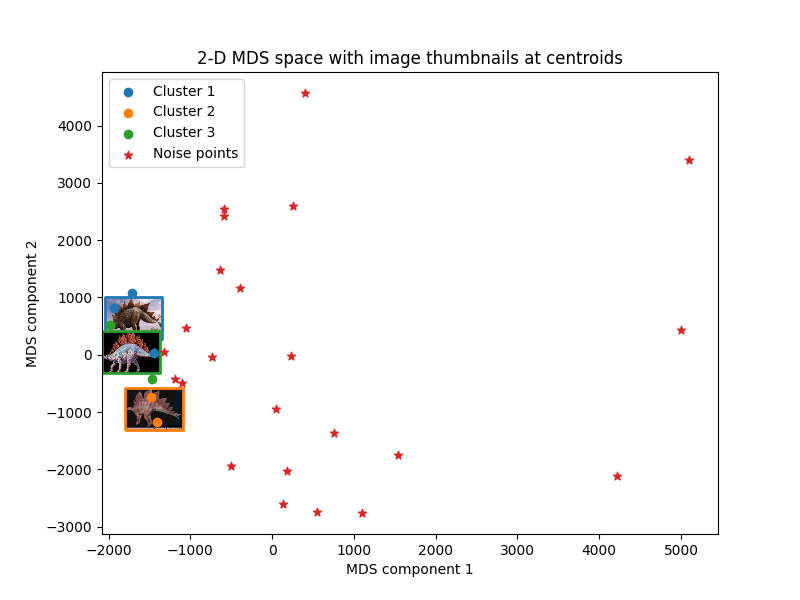 2-D MDS space with image thumbnails at centroids
Cluster 1
Cluster 2
Cluster 3
Noise points
MDS component 2
4000
3000
2000
1000
0
−1000
−2000
−3000
−2000 −1000 0 1000 2000 3000 4000 5000
MDS component 1